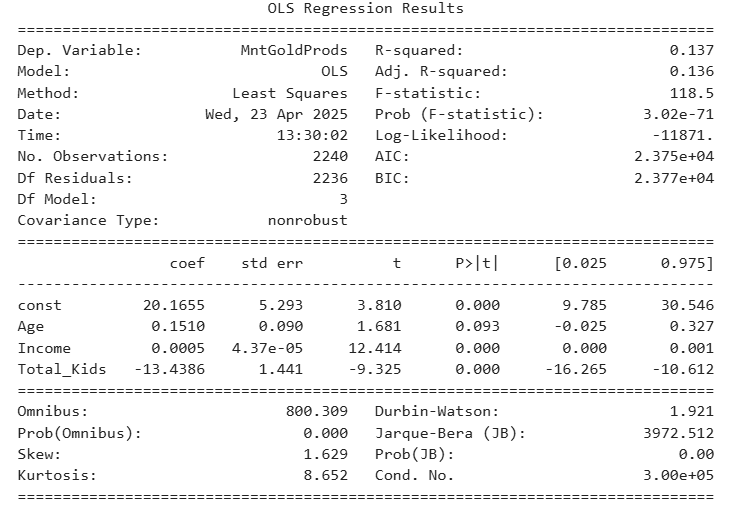 OLS Regression Results
==============================================================================
Dep. Variable: MntGoldProds R-squared: 0.137
Model: OLS Adj. R-squared: 0.136
Method: Least Squares F-statistic: 118.5
Date: Wed, 23 Apr 2025 Prob (F-statistic): 3.02e-71
Time: 13:30:02 Log-Likelihood: -11871.
No. Observations: 2240 AIC: 2.375e+04
Df Residuals: 2236 BIC: 2.377e+04
Df Model: 3
Covariance Type: nonrobust
==============================================================================
coef std err t P>|t| [0.025 0.975]
------------------------------------------------------------------------------
const 20.1655 5.293 3.810 0.000 9.785 30.546
Age 0.1510 0.090 1.681 0.093 -0.025 0.327
Income 0.0005 4.37e-05 12.414 0.000 0.000 0.001
Total_Kids -13.4386 1.441 -9.325 0.000 -16.265 -10.612
==============================================================================
Omnibus: 800.309 Durbin-Watson: 1.921
Prob(Omnibus): 0.000 Jarque-Bera (JB): 3972.512
Skew: 1.629 Prob(JB): 0.00
Kurtosis: 8.652 Cond. No. 3.00e+05
==============================================================================